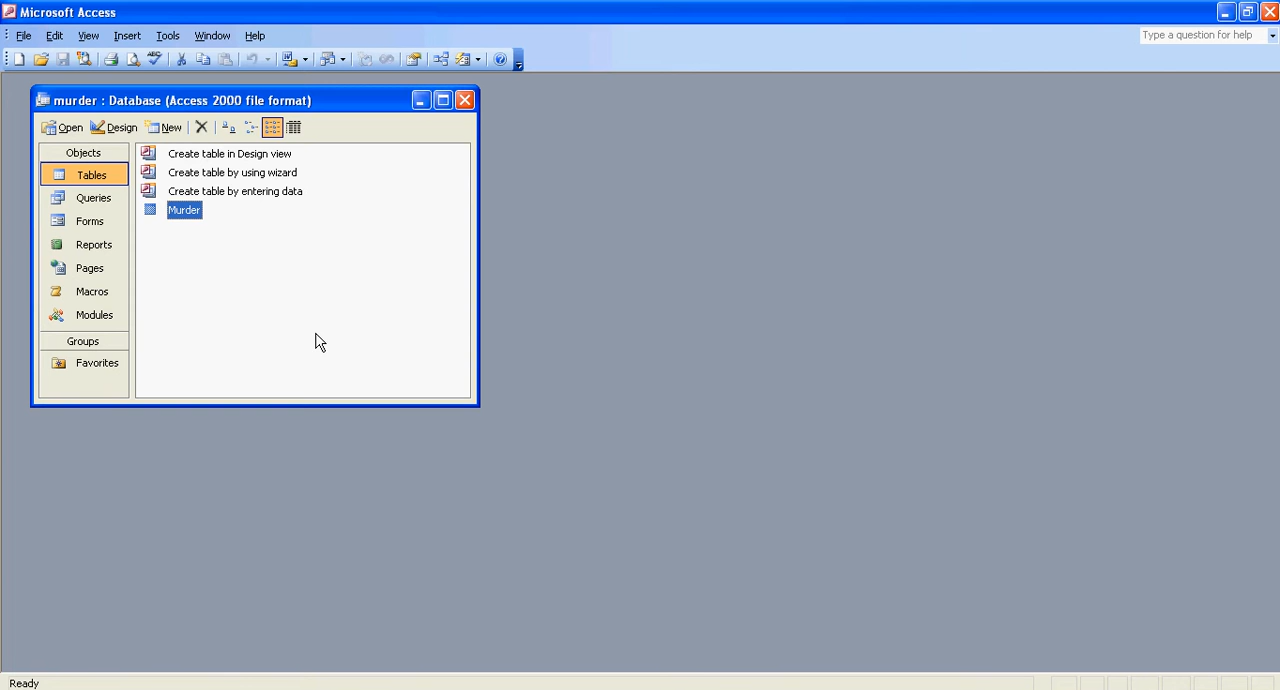 Microsoft Access
File Edit View Insert Tools Window Help
Type a question for help
murder : Database (Access 2000 file format)
Open Design New
Objects
Tables
Queries
Forms
Reports
Pages
Macros
Modules
Groups
Favorites
Create table in Design view
Create table by using wizard
Create table by entering data
Murder
Ready